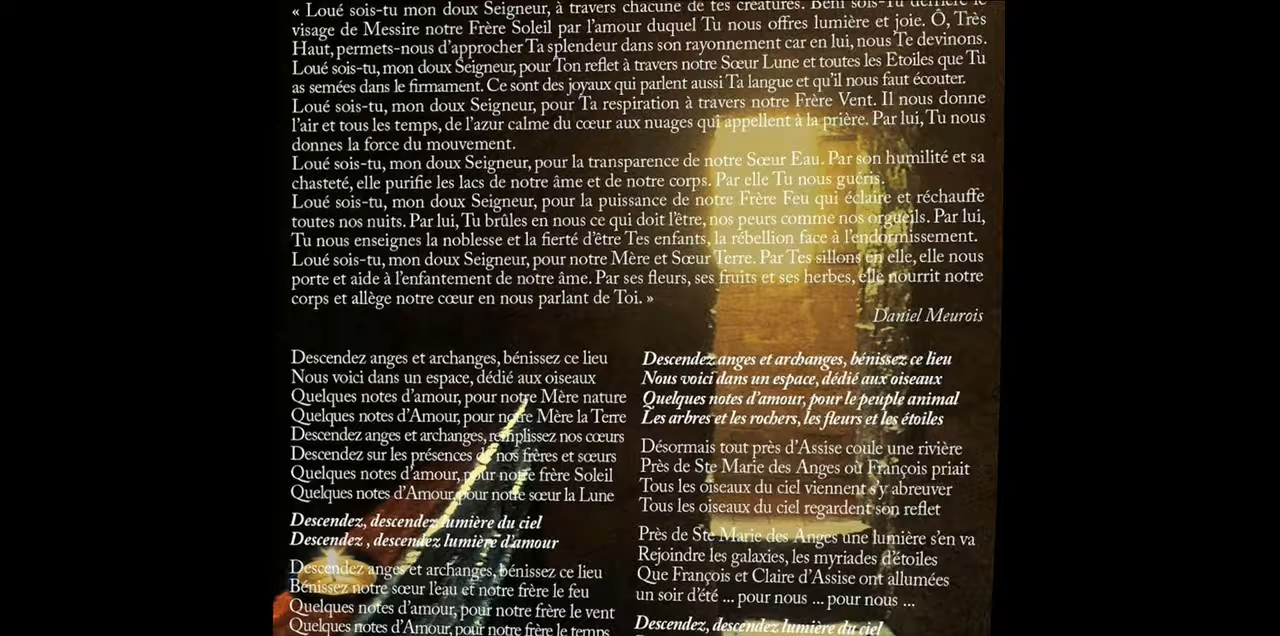 « Loué sois-tu mon doux Seigneur, à travers chacune de tes créatures. Béni sois-Tu derrière le
visage de Messire notre Frère Soleil par l'amour duquel Tu nous offres lumière et joie. Ô, Très
Haut, permets-nous d'approcher Ta splendeur dans son rayonnement car en lui, nous Te devinons.
Loué sois-tu, mon doux Seigneur, pour Ton reflet à travers notre Sœur Lune et toutes les Etoiles que Tu
as semées dans le firmament. Ce sont des joyaux qui parlent aussi Ta langue et qu'il nous faut écouter.
Loué sois-tu, mon doux Seigneur, pour Ta respiration à travers notre Frère Vent. Il nous donne
l'air et tous les temps, de l'azur calme du cœur aux nuages qui appellent à la prière. Par lui, Tu nous
donnes la force du mouvement.
Loué sois-tu, mon doux Seigneur, pour la transparence de notre Sœur Eau. Par son humilité et sa
chasteté, elle purifie les lacs de notre âme et de notre corps. Par elle Tu nous guéris.
Loué sois-tu, mon doux Seigneur, pour la puissance de notre Frère Feu qui éclaire et réchauffe
toutes nos nuits. Par lui, Tu brûles en nous ce qui doit l'être, nos peurs comme nos orgueils. Par lui,
Tu nous enseignes la noblesse et la fierté d'être Tes enfants, la rébellion face à l'endormissement.
Loué sois-tu, mon doux Seigneur, pour notre Mère et Sœur Terre. Par Tes sillons en elle, elle nous
porte et aide à l'enfantement de notre âme. Par ses fleurs, ses fruits et ses herbes, elle nourrit notre
corps et allège notre cœur en nous parlant de Toi. »
Daniel Meurois
Descendez anges et archanges, bénissez ce lieu
Nous voici dans un espace, dédié aux oiseaux
Quelques notes d'amour, pour notre Mère nature
Quelques notes d'Amour, pour notre Mère la Terre
Descendez anges et archanges, remplissez nos cœurs
Descendez sur les présences de nos frères et sœurs
Quelques notes d'amour, pour notre frère Soleil
Quelques notes d'Amour, pour notre sœur la Lune
Descendez, descendez lumière du ciel
Descendez , descendez lumière d'amour
Descendez anges et archanges, bénissez ce lieu
Bénissez notre sœur l'eau et notre frère le feu
Quelques notes d'amour, pour notre frère le vent
Quelques notes d'Amour, pour notre frère le temps
Descendez anges et archanges, bénissez ce lieu
Nous voici dans un espace, dédié aux oiseaux
Quelques notes d'amour, pour le peuple animal
Les arbres et les rochers, les fleurs et les étoiles
Désormais tout près d'Assise coule une rivière
Près de Ste Marie des Anges où François priait
Tous les oiseaux du ciel viennent s'y abreuver
Tous les oiseaux du ciel regardent son reflet
Près de Ste Marie des Anges une lumière s'en va
Rejoindre les galaxies, les myriades d'étoiles
Que François et Claire d'Assise ont allumées
un soir d'été ... pour nous ... pour nous ...
Descendez, descendez lumière du ciel